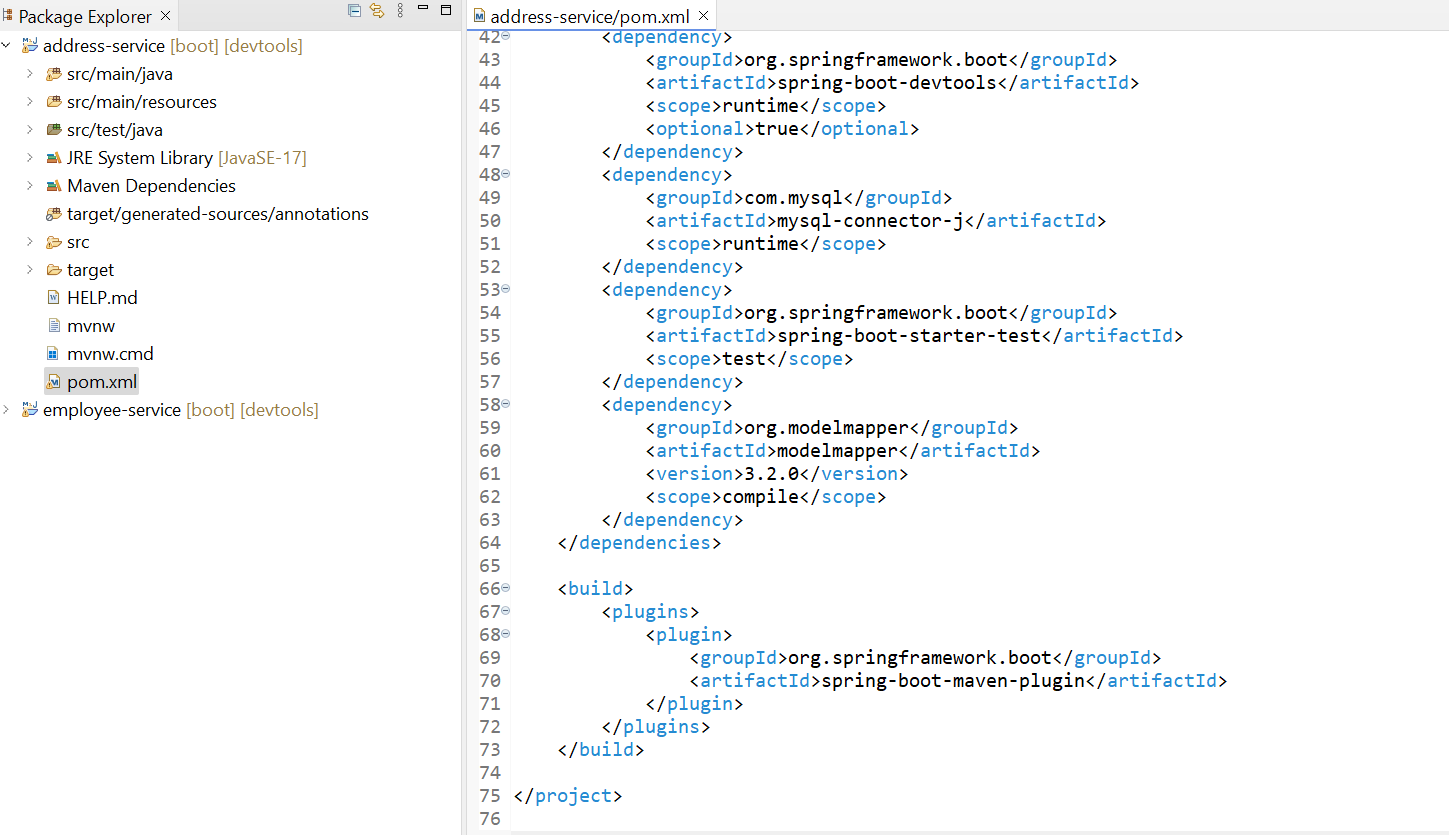 Package Explorer
address-service [boot] [devtools]
src/main/java
src/main/resources
src/test/java
JRE System Library [JavaSE-17]
Maven Dependencies
target/generated-sources/annotations
src
target
HELP.md
mvnw
mvnw.cmd
pom.xml
employee-service [boot] [devtools]
address-service/pom.xml
42 <dependency>
43 <groupId>org.springframework.boot</groupId>
44 <artifactId>spring-boot-devtools</artifactId>
45 <scope>runtime</scope>
46 <optional>true</optional>
47 </dependency>
48 <dependency>
49 <groupId>com.mysql</groupId>
50 <artifactId>mysql-connector-j</artifactId>
51 <scope>runtime</scope>
52 </dependency>
53 <dependency>
54 <groupId>org.springframework.boot</groupId>
55 <artifactId>spring-boot-starter-test</artifactId>
56 <scope>test</scope>
57 </dependency>
58 <dependency>
59 <groupId>org.modelmapper</groupId>
60 <artifactId>modelmapper</artifactId>
61 <version>3.2.0</version>
62 <scope>compile</scope>
63 </dependency>
64 </dependencies>
65
66 <build>
67 <plugins>
68 <plugin>
69 <groupId>org.springframework.boot</groupId>
70 <artifactId>spring-boot-maven-plugin</artifactId>
71 </plugin>
72 </plugins>
73 </build>
74
75 </project>
76